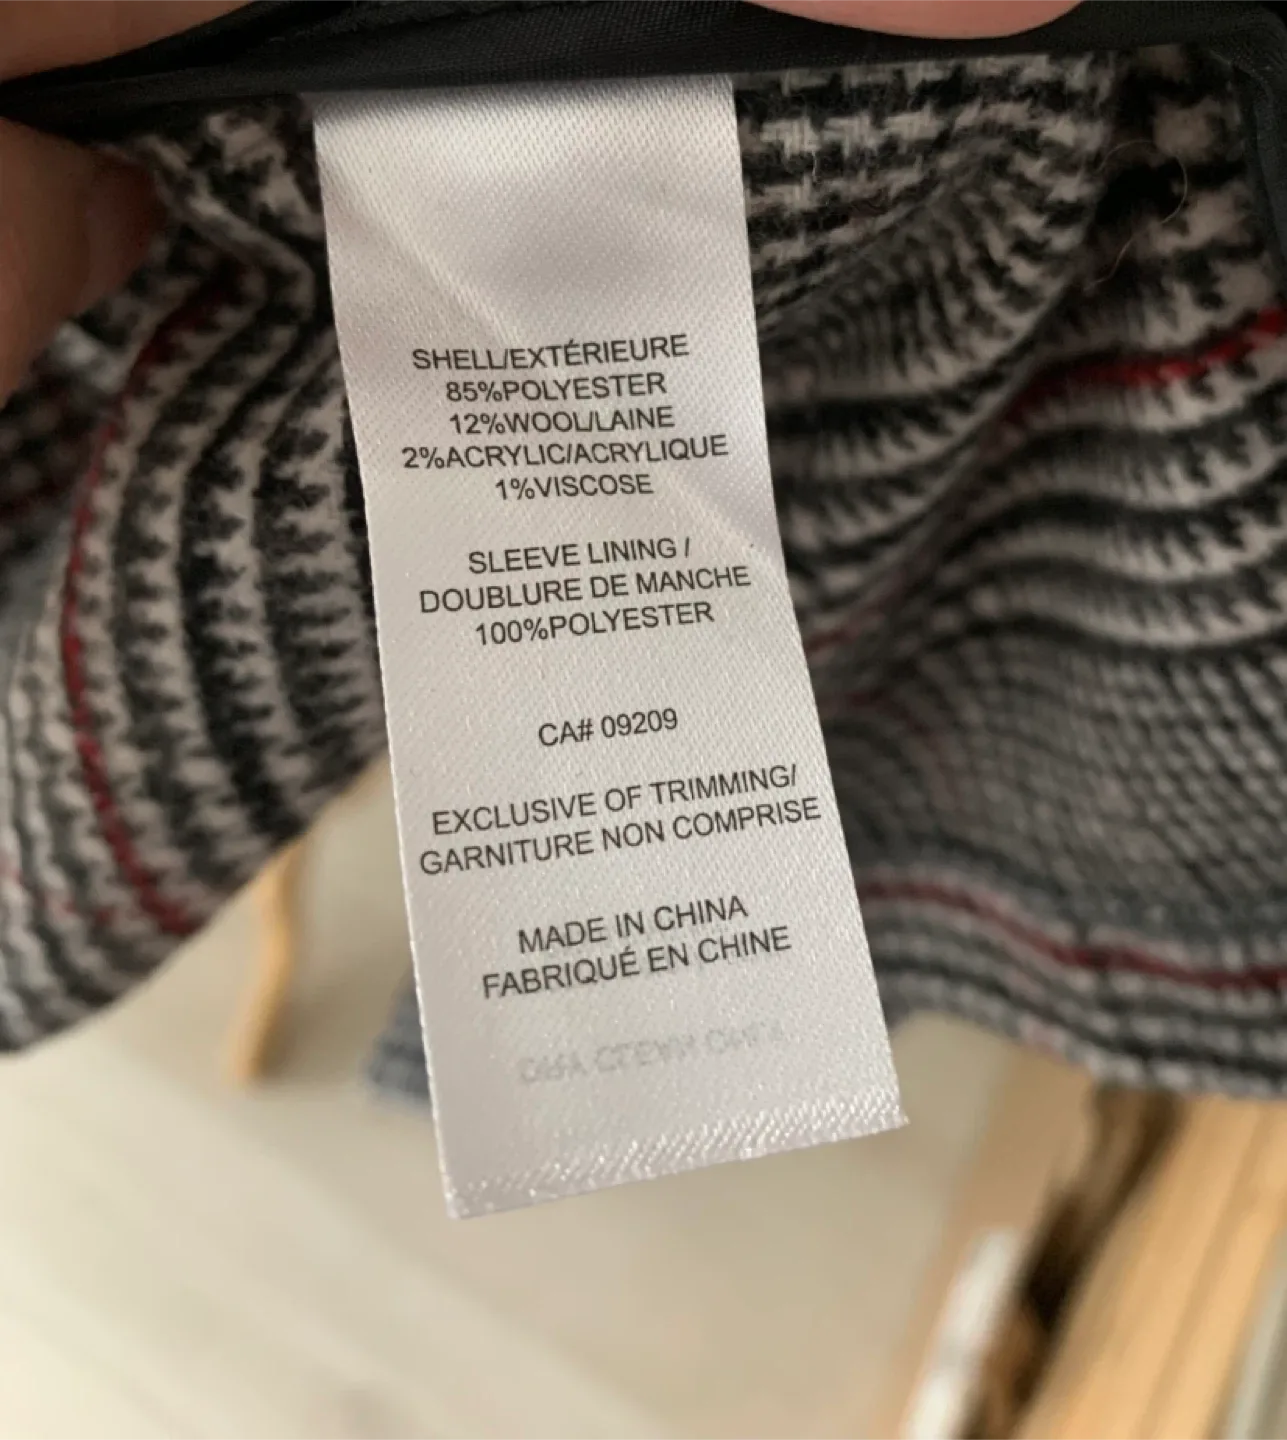 SHELL/EXTÉRIEURE
85%POLYESTER
12%WOOL/LAINE
2%ACRYLIC/ACRYLIQUE
1%VISCOSE
SLEEVE LINING /
DOUBLURE DE MANCHE
100%POLYESTER
CA# 09209
EXCLUSIVE OF TRIMMING/
GARNITURE NON COMPRISE
MADE IN CHINA
FABRIQUÉ EN CHINE